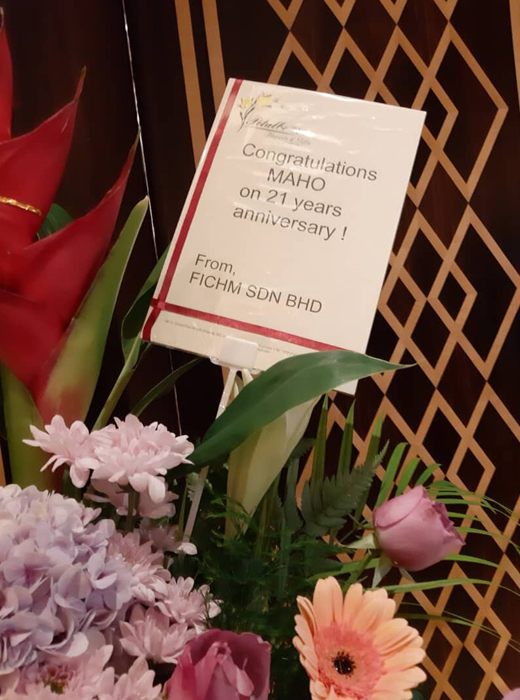 Congratulations
MAHO
on 21 years
anniversary !
From,
FICHM SDN BHD